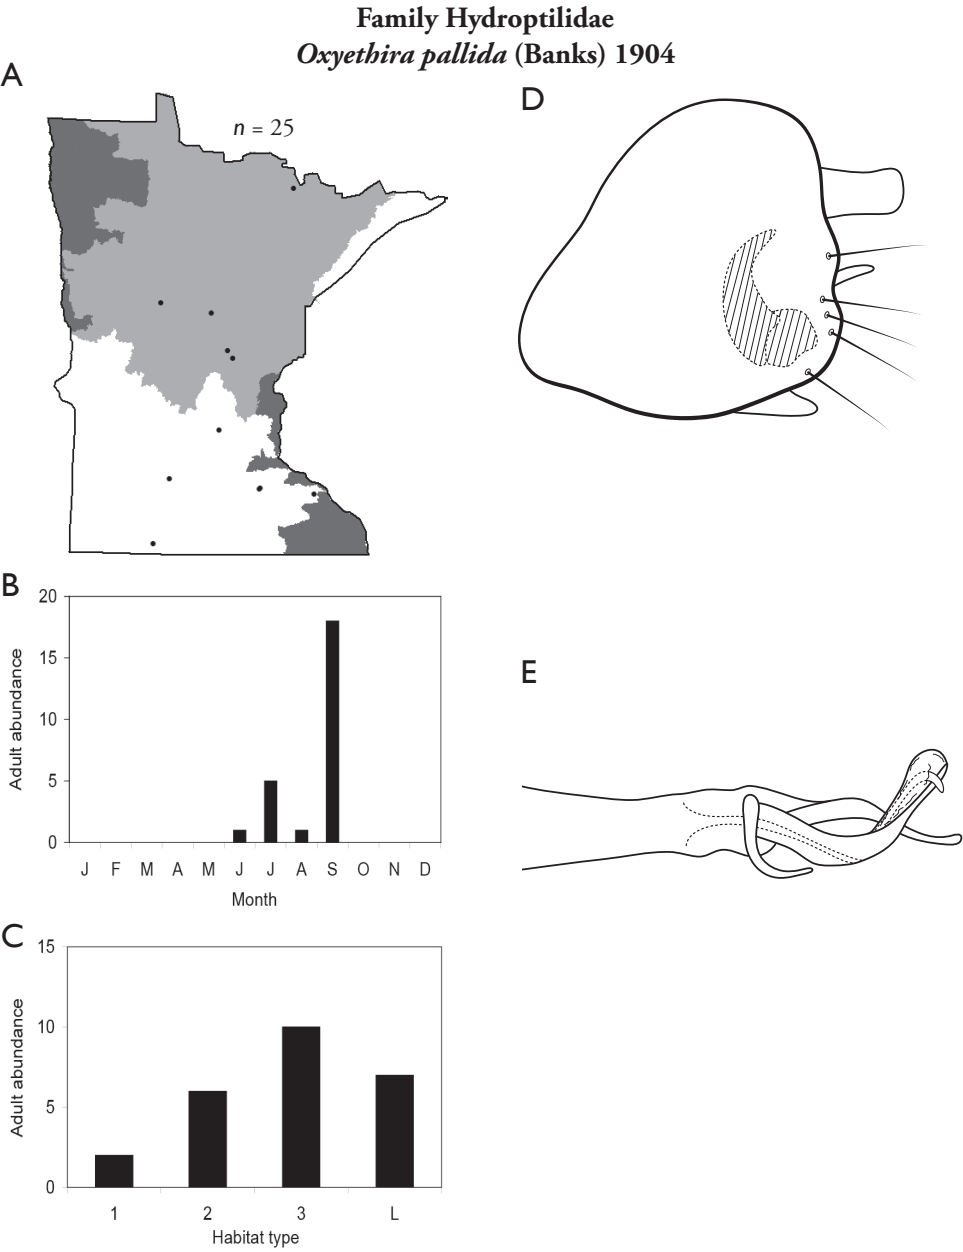 Family Hydroptilidae
Oxyethira pallida (Banks) 1904
A
n = 25
B
20
15
10
5
0
Adult abundance
J F M A M J J A S O N D
Month
C
15
10
5
0
Adult abundance
1 2 3 L
Habitat type
D
E